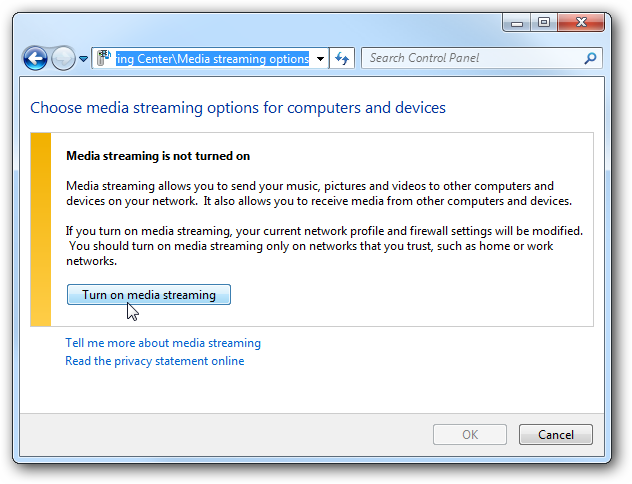 ring Center\Media streaming options
Search Control Panel
Choose media streaming options for computers and devices
Media streaming is not turned on
Media streaming allows you to send your music, pictures and videos to other computers and
devices on your network.  It also allows you to receive media from other computers and devices.
If you turn on media streaming, your current network profile and firewall settings will be modified.
You should turn on media streaming only on networks that you trust, such as home or work
networks.
Turn on media streaming
Tell me more about media streaming
Read the privacy statement online
OK
Cancel